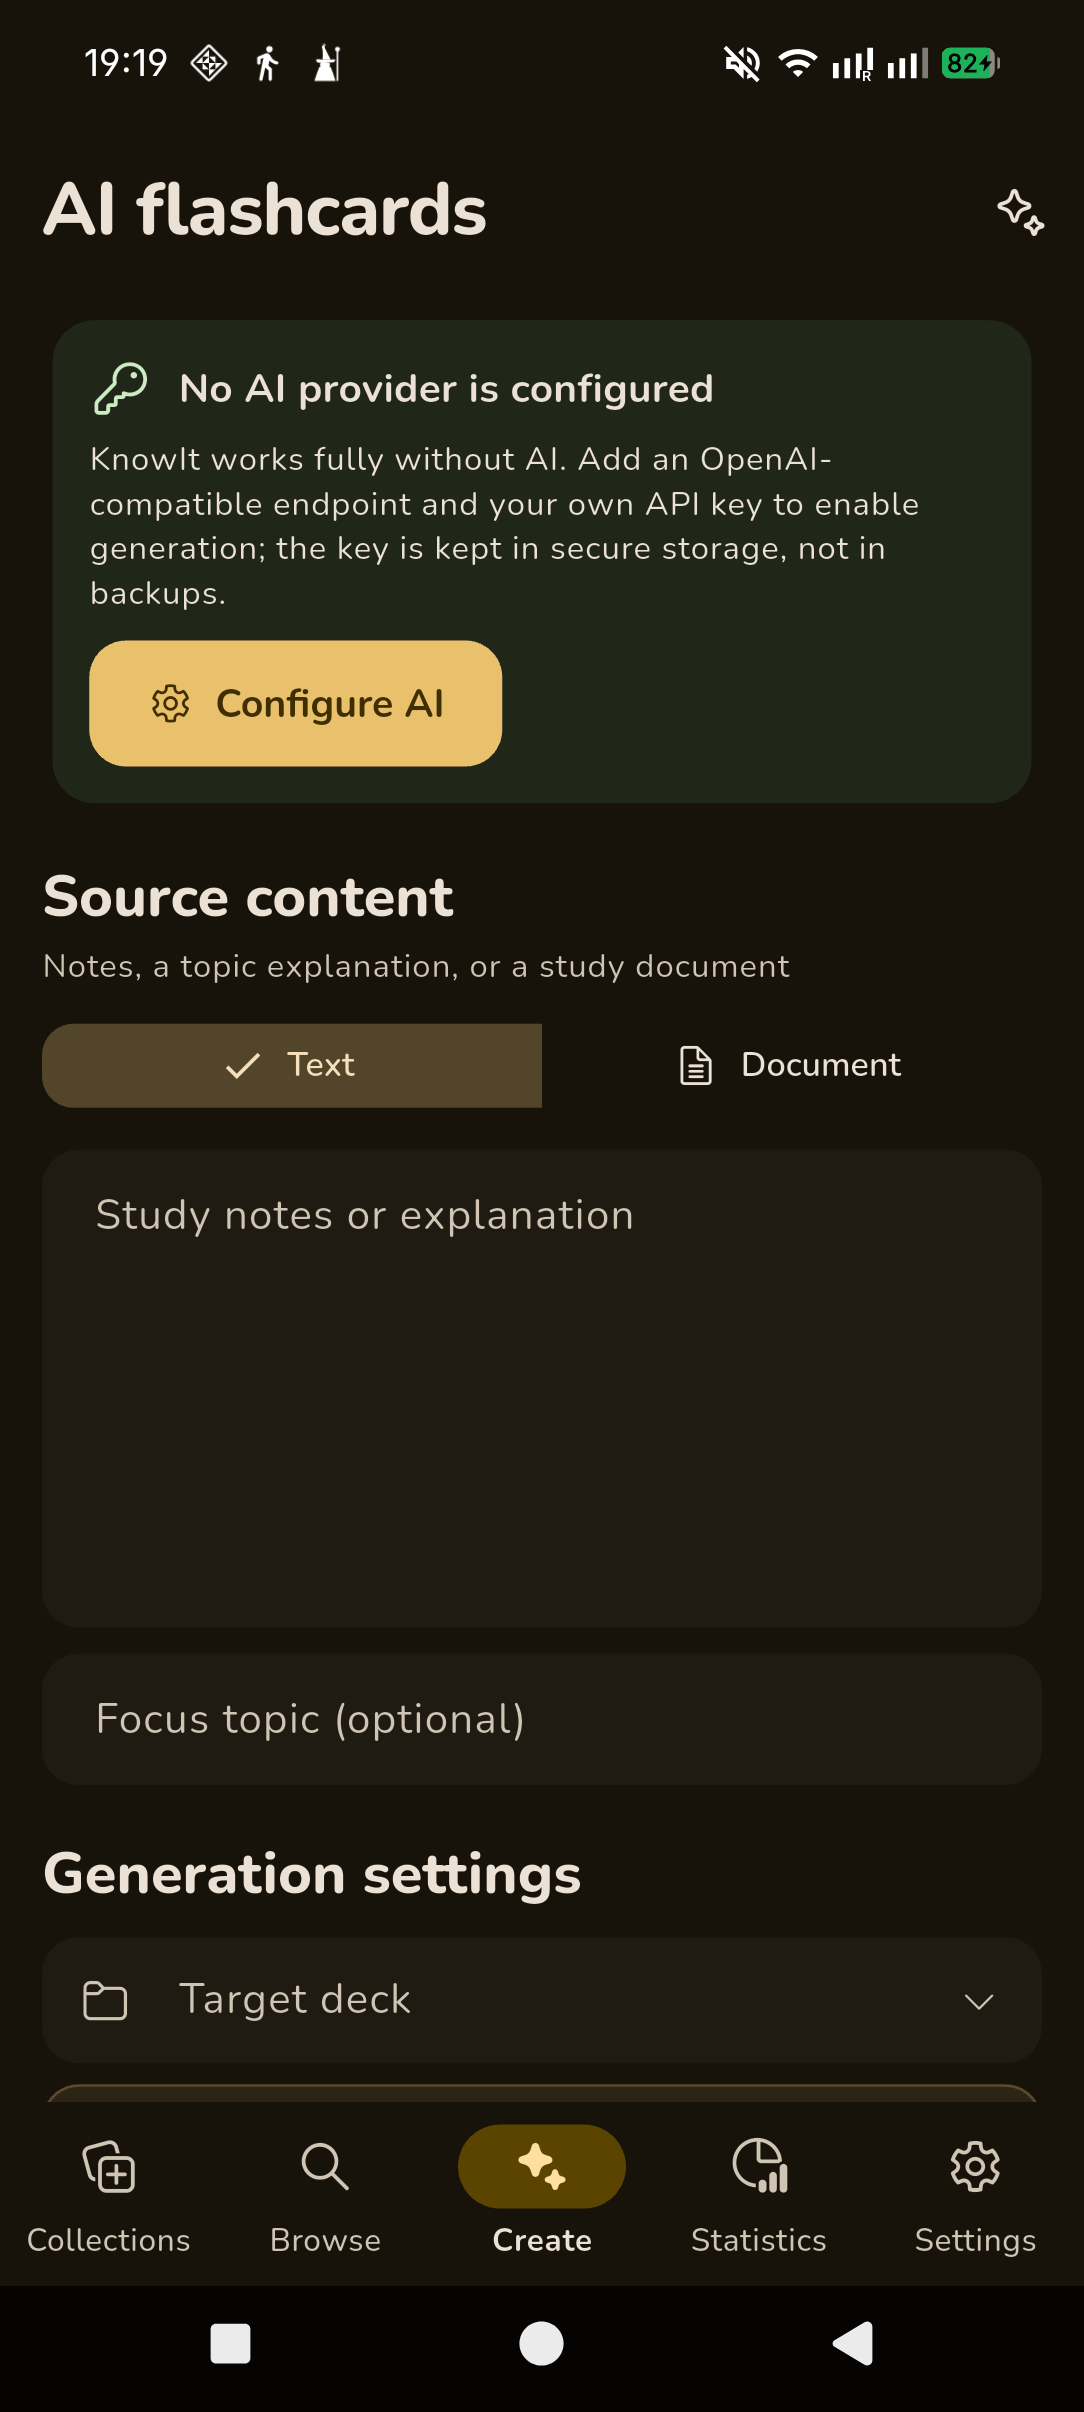 19:19
R
82
AI flashcards
No AI provider is configured
KnowIt works fully without AI. Add an OpenAI-
compatible endpoint and your own API key to enable
generation; the key is kept in secure storage, not in
backups.
Configure AI
Source content
Notes, a topic explanation, or a study document
Text
Document
Study notes or explanation
Focus topic (optional)
Generation settings
Target deck
Collections
Browse
Create
Statistics
Settings